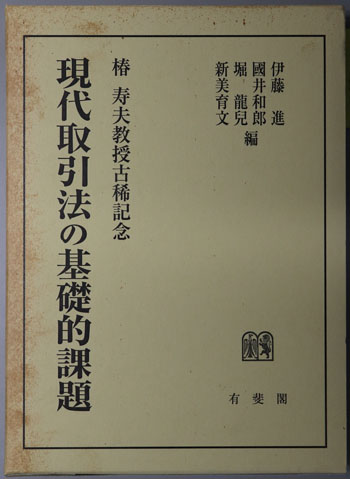 伊藤 進
國井和郎
堀 龍兒
新美育文
編
椿 寿夫教授古稀記念
現代取引法の基礎的課題
有斐閣